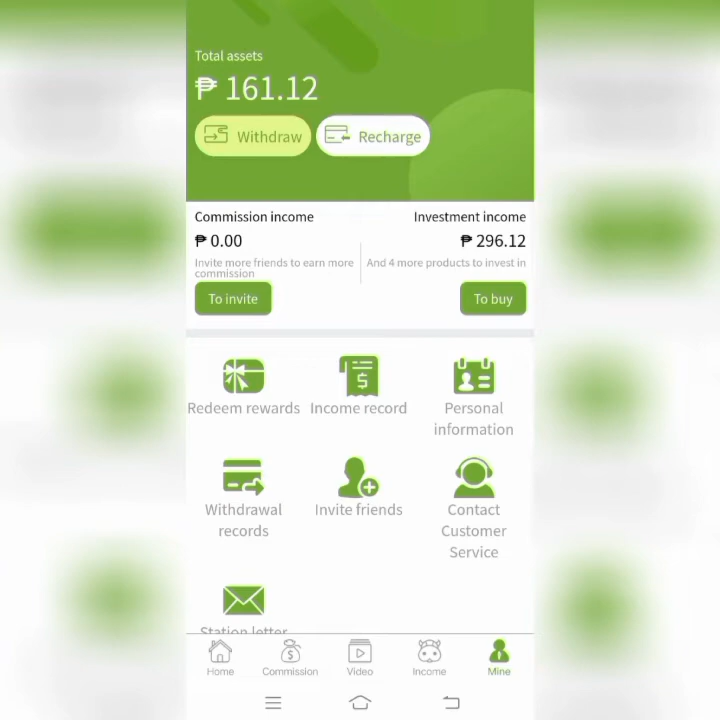 Total assets
₱ 161.12
Withdraw
Recharge
Commission income
Investment income
₱ 0.00
₱ 296.12
Invite more friends to earn more
commission
And 4 more products to invest in
To invite
To buy
Redeem rewards
Income record
Personal
information
Withdrawal
records
Invite friends
Contact
Customer
Service
Station letter
Home
Commission
Video
Income
Mine